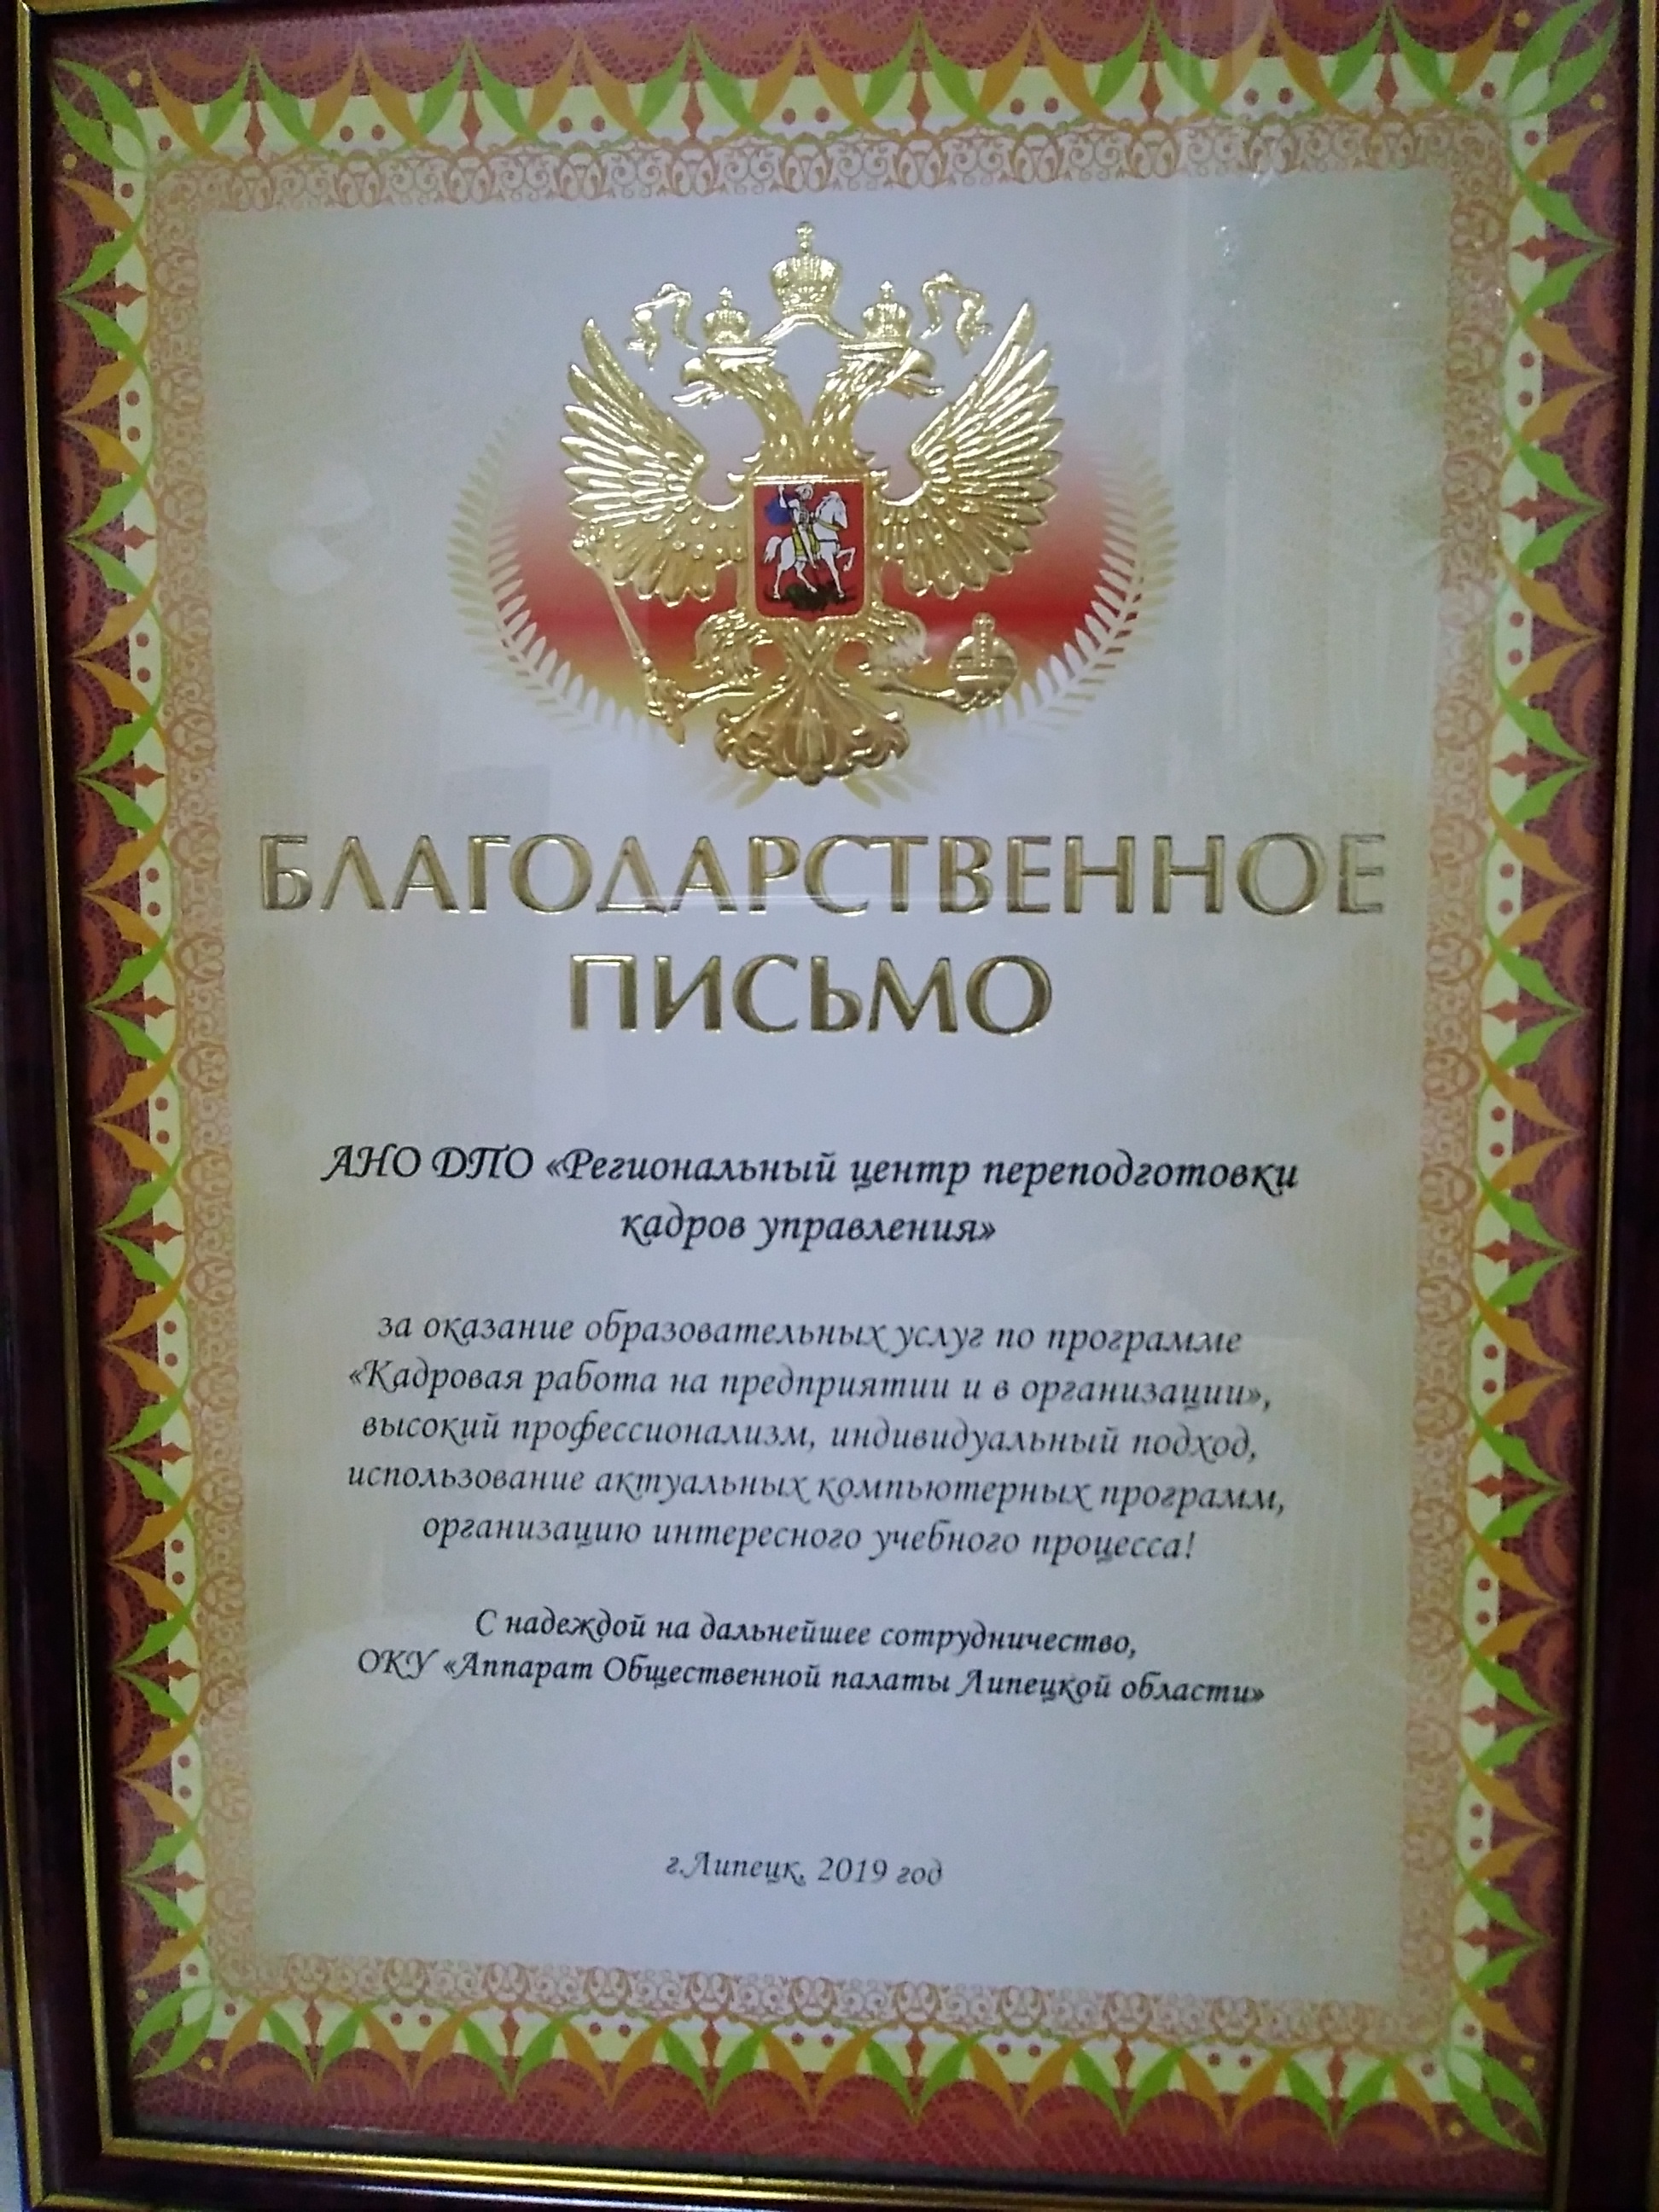 БЛАГОДАРСТВЕННОЕ
ПИСЬМО
АНО ДПО «Региональный центр переподготовки
кадров управления»
за оказание образовательных услуг по программе
«Кадровая работа на предприятии и в организации»,
высокий профессионализм, индивидуальный подход,
использование актуальных компьютерных программ,
организацию интересного учебного процесса!
С надеждой на дальнейшее сотрудничество,
ОКУ «Аппарат Общественной палаты Липецкой области»
г.Липецк, 2019 год